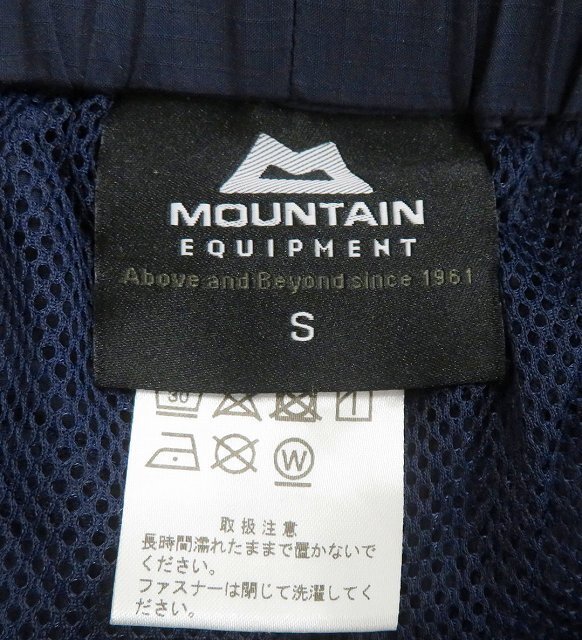 MOUNTAIN
EQUIPMENT
Above and Beyond since 1961
S
30
W
取扱注意
長時間濡れたままで置かないで
ください。
ファスナーは閉じて洗濯してく
ださい。